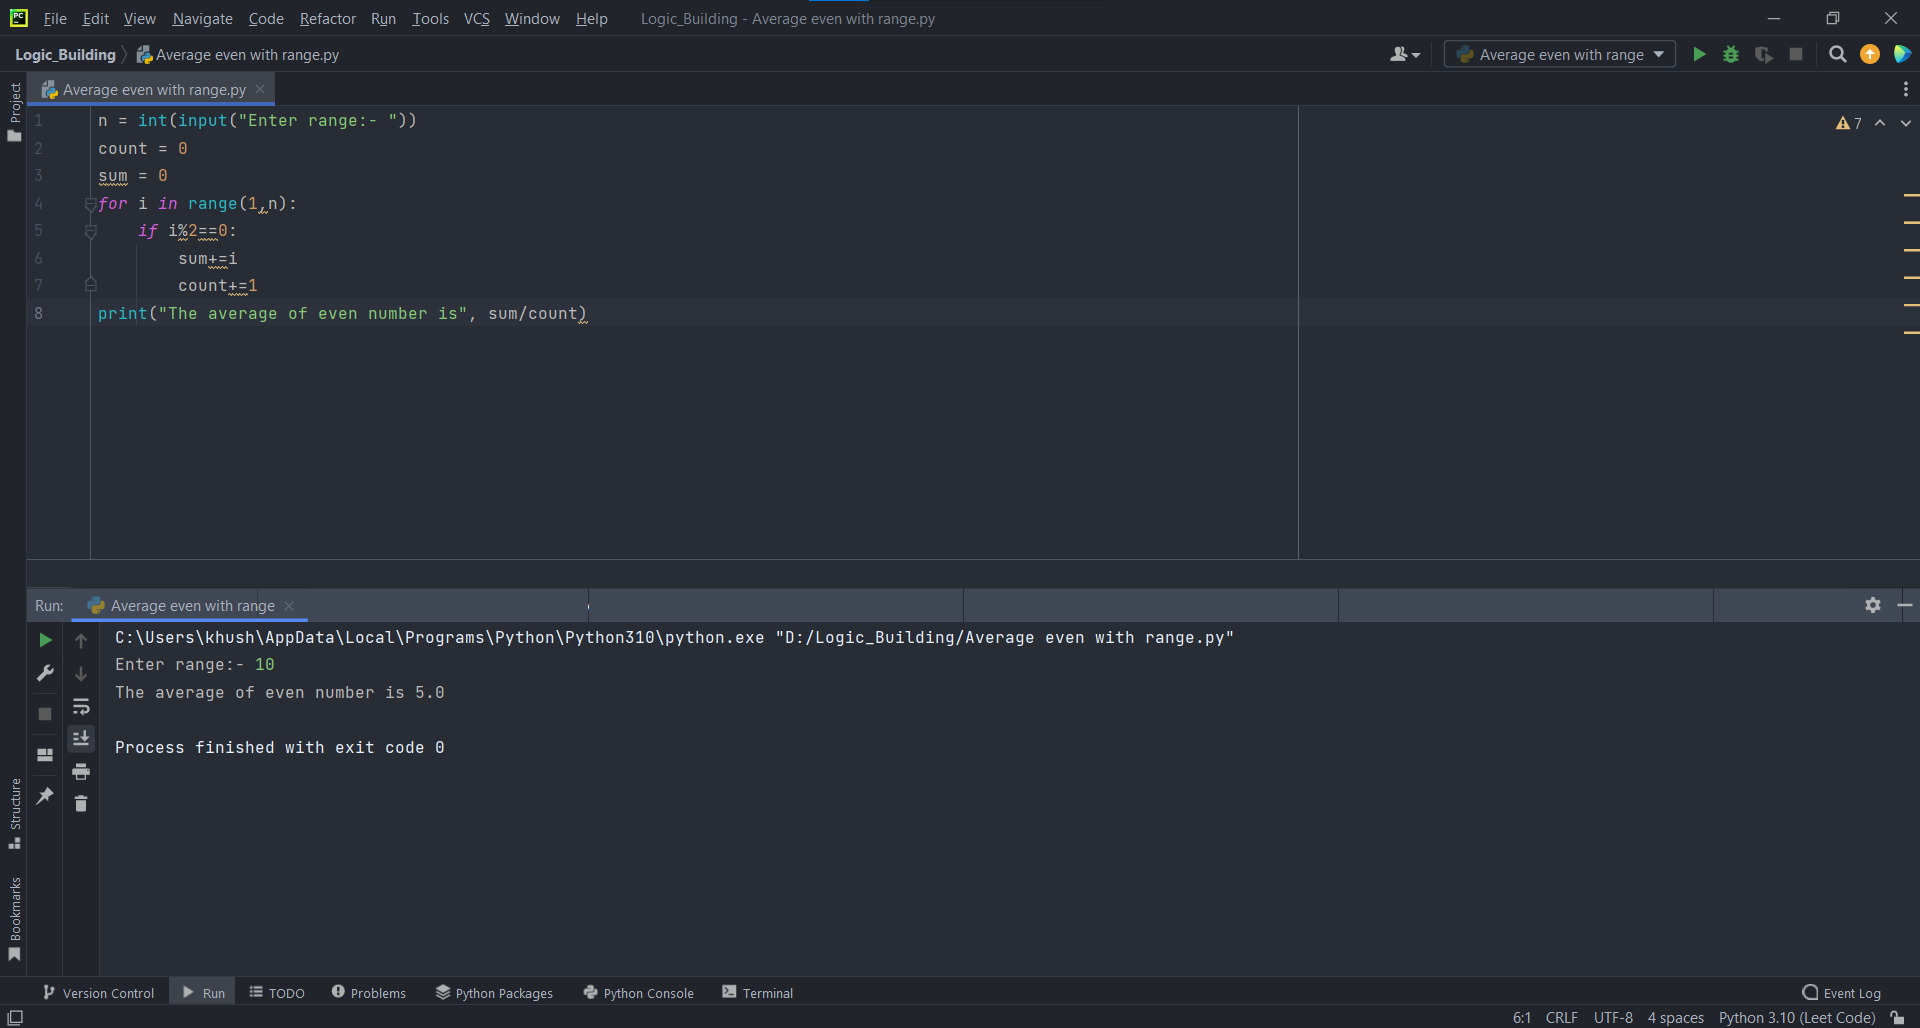 PC File Edit View Navigate Code Refactor Run Tools VCS Window Help Logic_Building - Average even with range.py
Logic_Building Average even with range.py Average even with range
Project
Average even with range.py
7
1 n = int(input("Enter range:- "))
2 count = 0
3 sum = 0
4 for i in range(1,n):
5 if i%2==0:
6 sum+=i
7 count+=1
8 print("The average of even number is", sum/count)
Run: Average even with range
C:\Users\khush\AppData\Local\Programs\Python\Python310\python.exe "D:/Logic_Building/Average even with range.py"
Enter range:- 10
The average of even number is 5.0
Process finished with exit code 0
Structure
Bookmarks
Version Control Run TODO Problems Python Packages Python Console Terminal Event Log
6:1 CRLF UTF-8 4 spaces Python 3.10 (Leet Code)